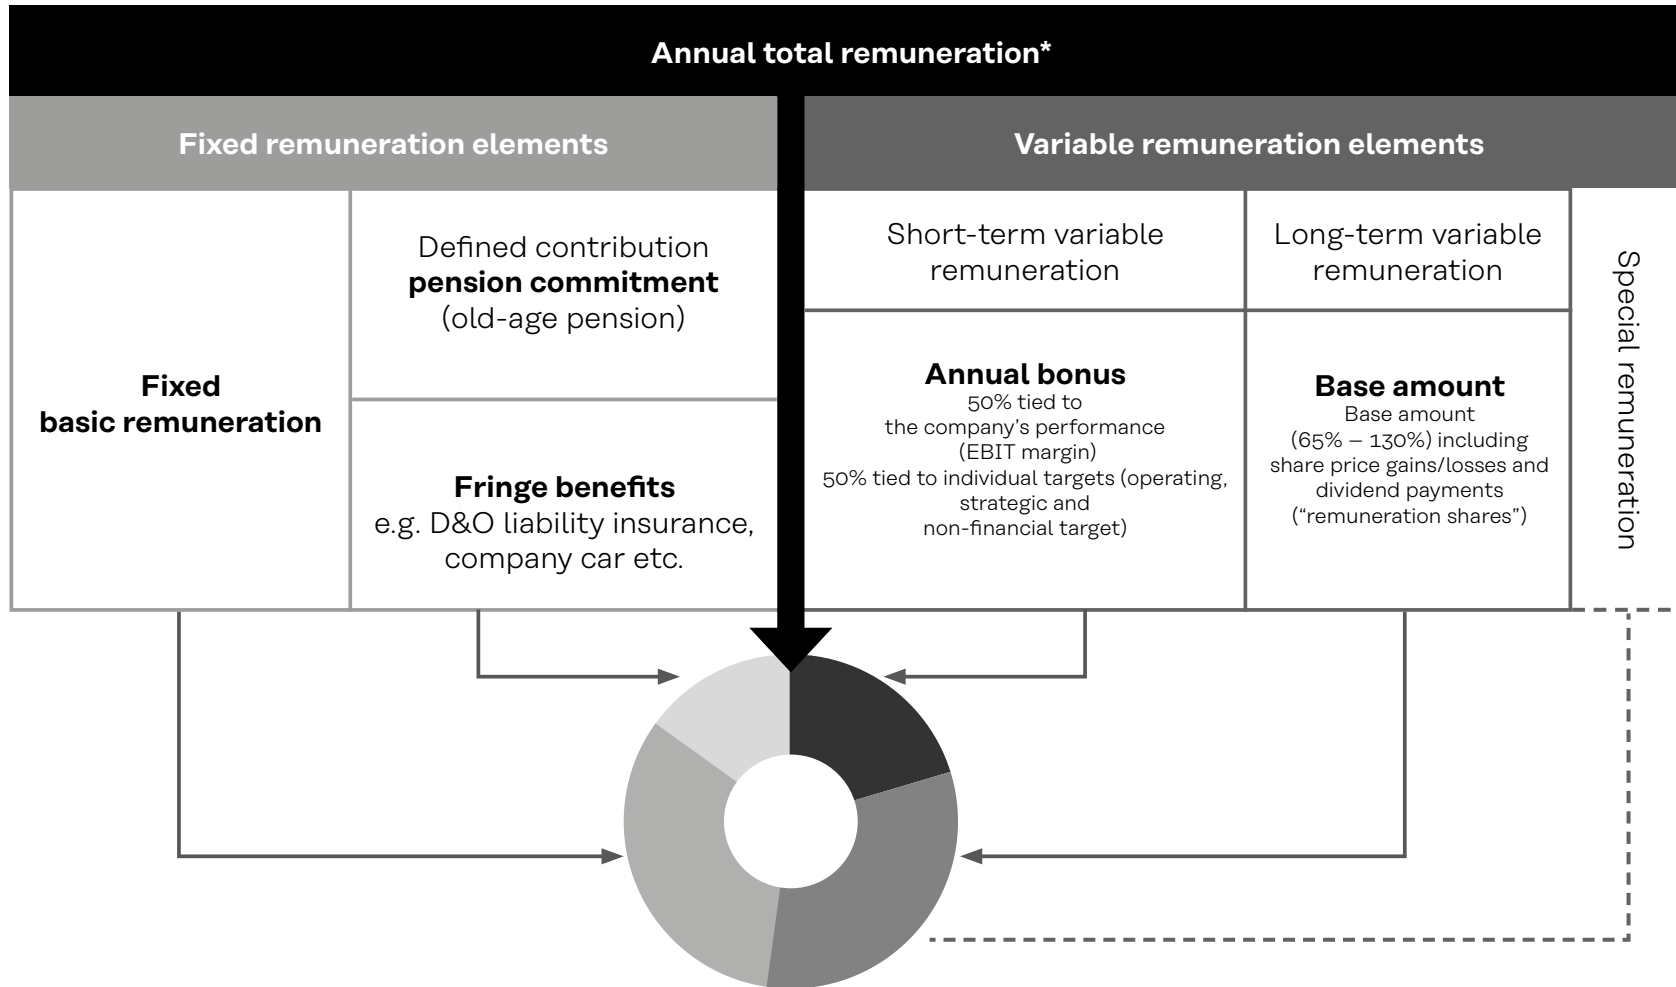 Annual total remuneration*
Fixed remuneration elements
Variable remuneration elements
Fixed
basic remuneration
Defined contribution
pension commitment
(old-age pension)
Fringe benefits
e.g. D&O liability insurance,
company car etc.
Short-term variable
remuneration
Annual bonus
50% tied to
the company’s performance
(EBIT margin)
50% tied to individual targets (operating,
strategic and
non-financial target)
Long-term variable
remuneration
Base amount
Base amount
(65% – 130%) including
share price gains/losses and
dividend payments
(“remuneration shares”)
Special remuneration